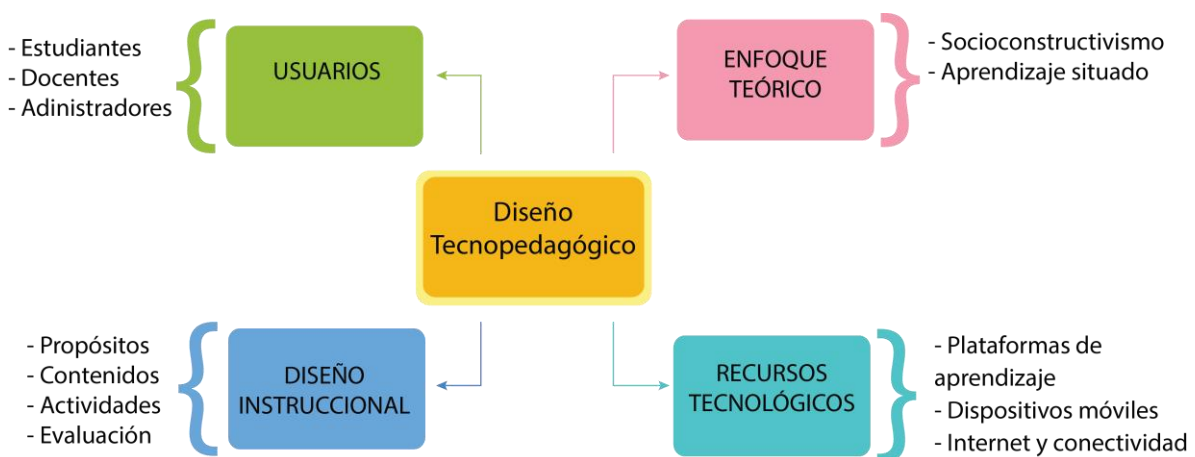 - Estudiantes
- Docentes
- Adinistradores
USUARIOS
ENFOQUE
TEÓRICO
- Socioconstructivismo
- Aprendizaje situado
Diseño
Tecnopedagógico
- Propósitos
- Contenidos
- Actividades
- Evaluación
DISEÑO
INSTRUCCIONAL
RECURSOS
TECNOLÓGICOS
- Plataformas de
aprendizaje
- Dispositivos móviles
- Internet y conectividad